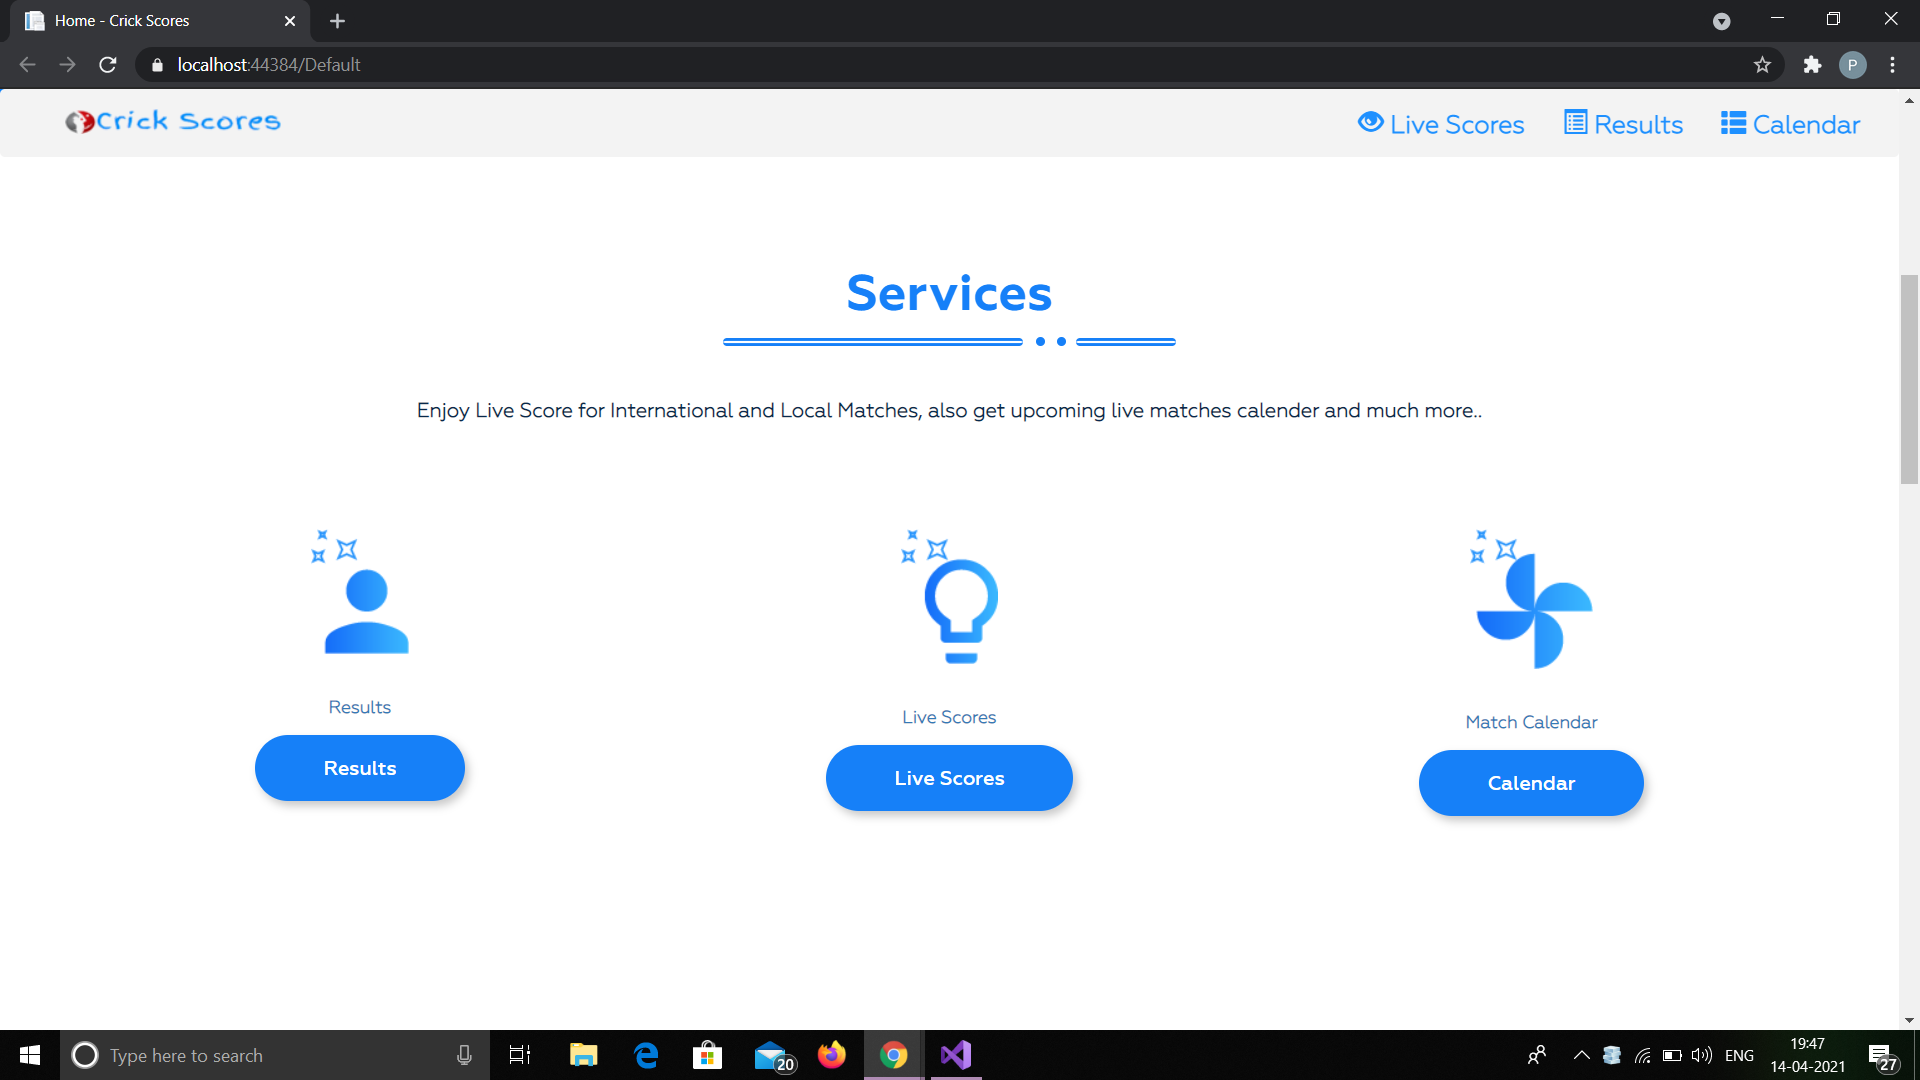 Home - Crick Scores
localhost:44384/Default
P
Crick Scores
Live Scores
Results
Calendar
Services
Enjoy Live Score for International and Local Matches, also get upcoming live matches calender and much more..
Results
Live Scores
Match Calendar
Results
Live Scores
Calendar
Type here to search
20
ENG
19:47
14-04-2021
27